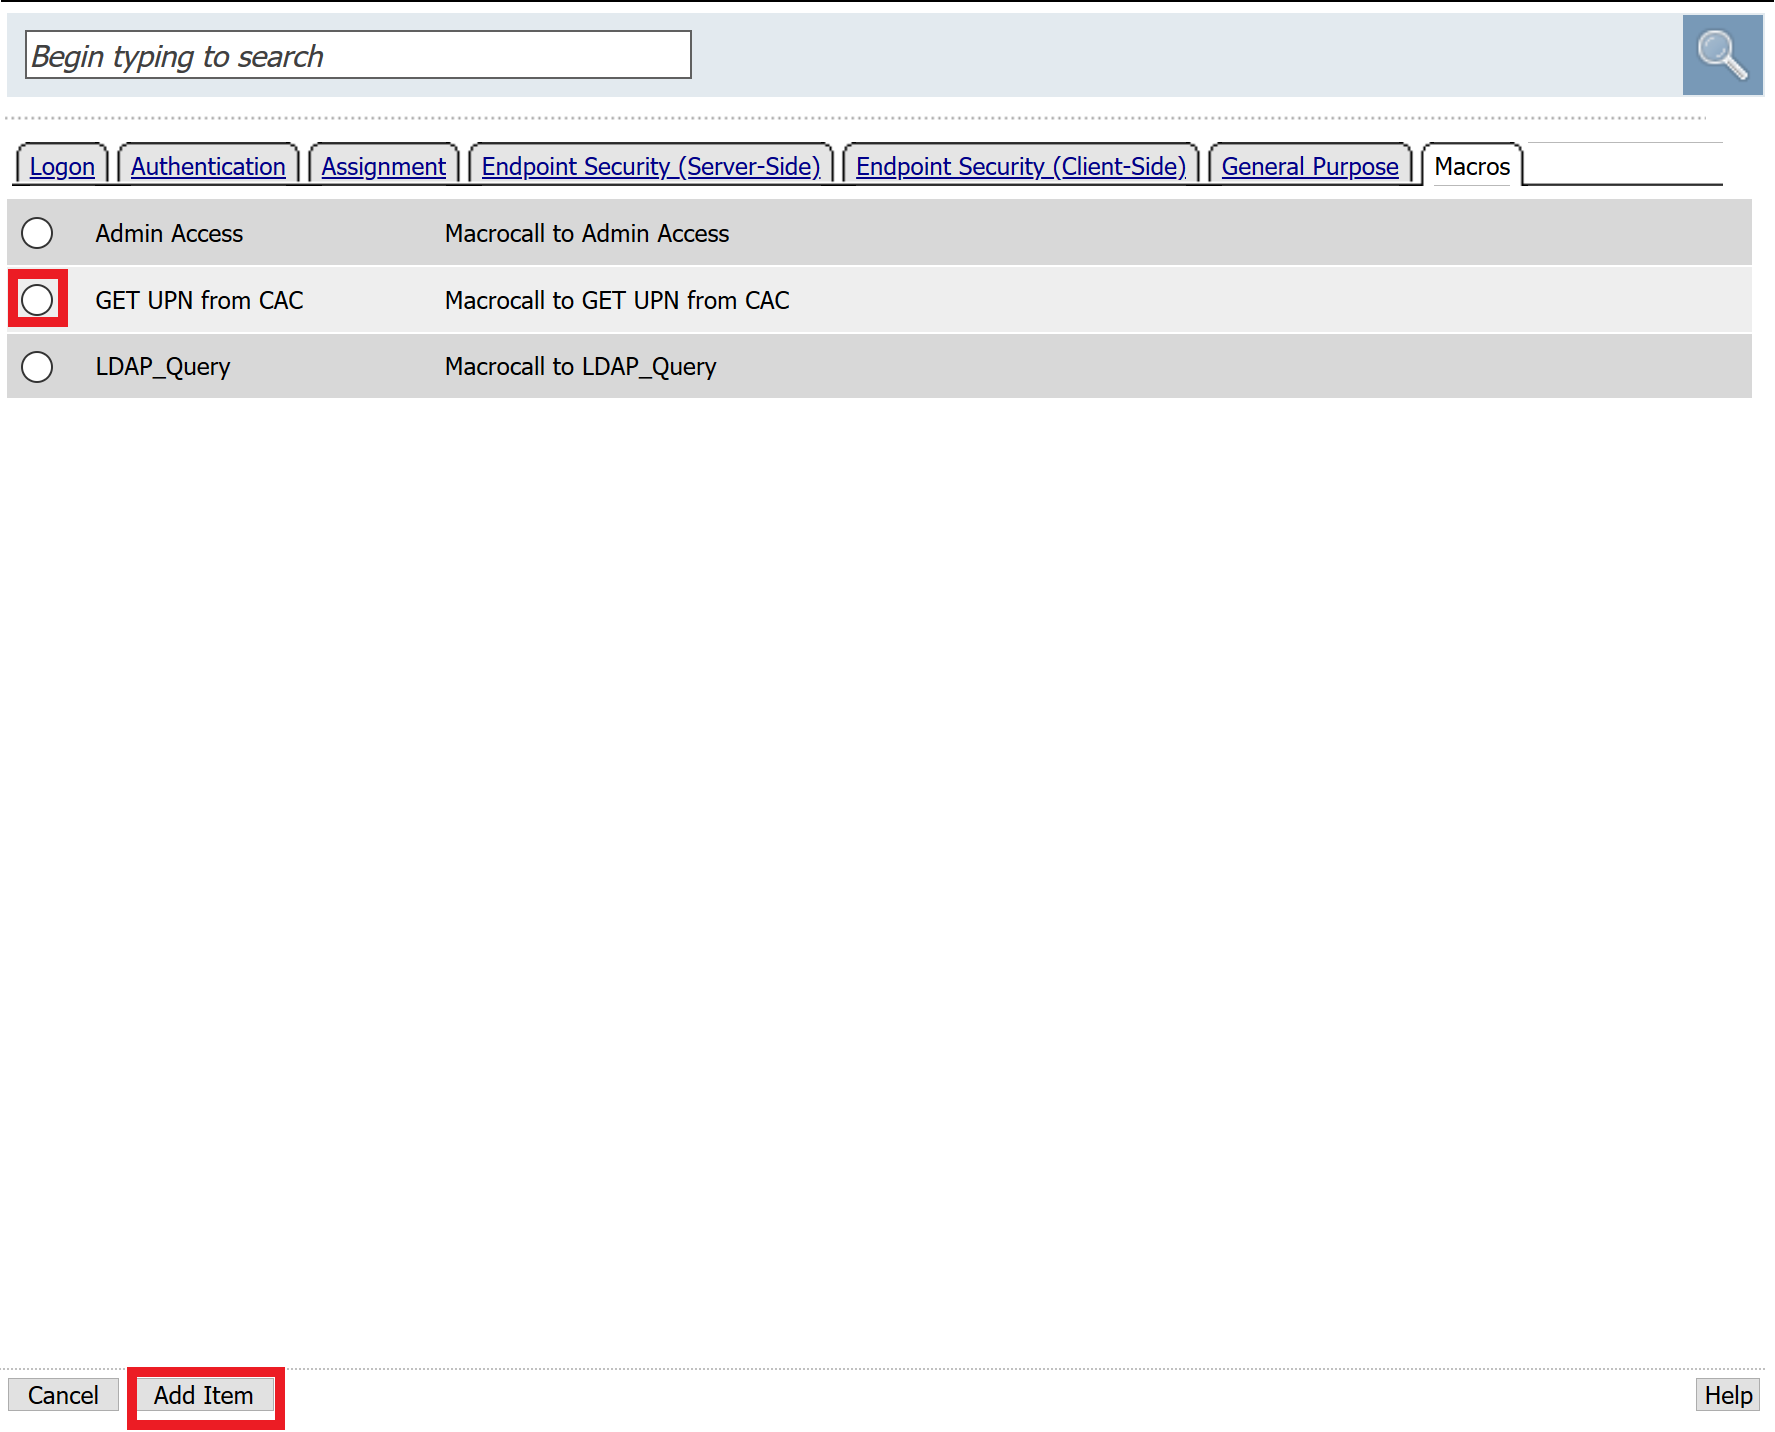 Begin typing to search
Logon Authentication Assignment Endpoint Security (Server-Side) Endpoint Security (Client-Side) General Purpose Macros
Admin Access Macrocall to Admin Access
GET UPN from CAC Macrocall to GET UPN from CAC
LDAP_Query Macrocall to LDAP_Query
Cancel Add Item Help